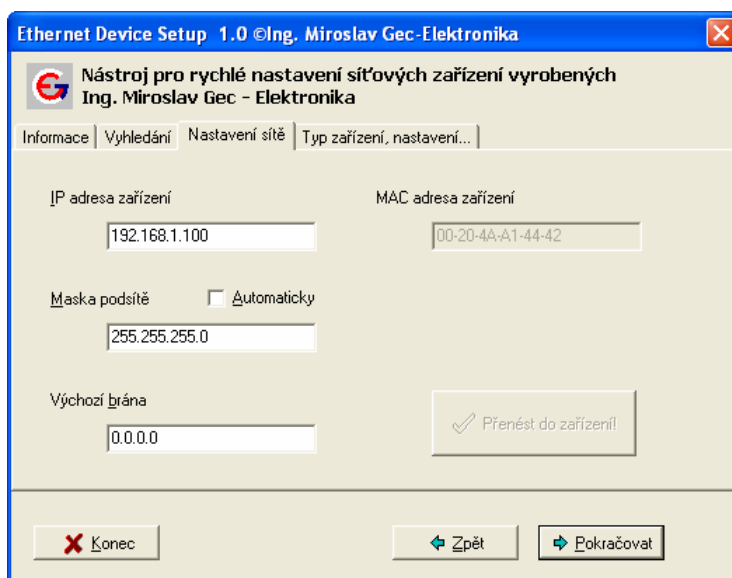 Ethernet Device Setup 1.0 ©Ing. Miroslav Gec-Elektronika
Nástroj pro rychlé nastavení síťových zařízení vyrobených
Ing. Miroslav Gec - Elektronika
Informace Vyhledání Nastavení sítě Typ zařízení, nastavení...
IP adresa zařízení MAC adresa zařízení
192.168.1.100 00-20-4A-A1-44-42
Maska podsítě Automaticky
255.255.255.0
Výchozí brána
0.0.0.0 Přenést do zařízení!
Konec Zpět Pokračovat